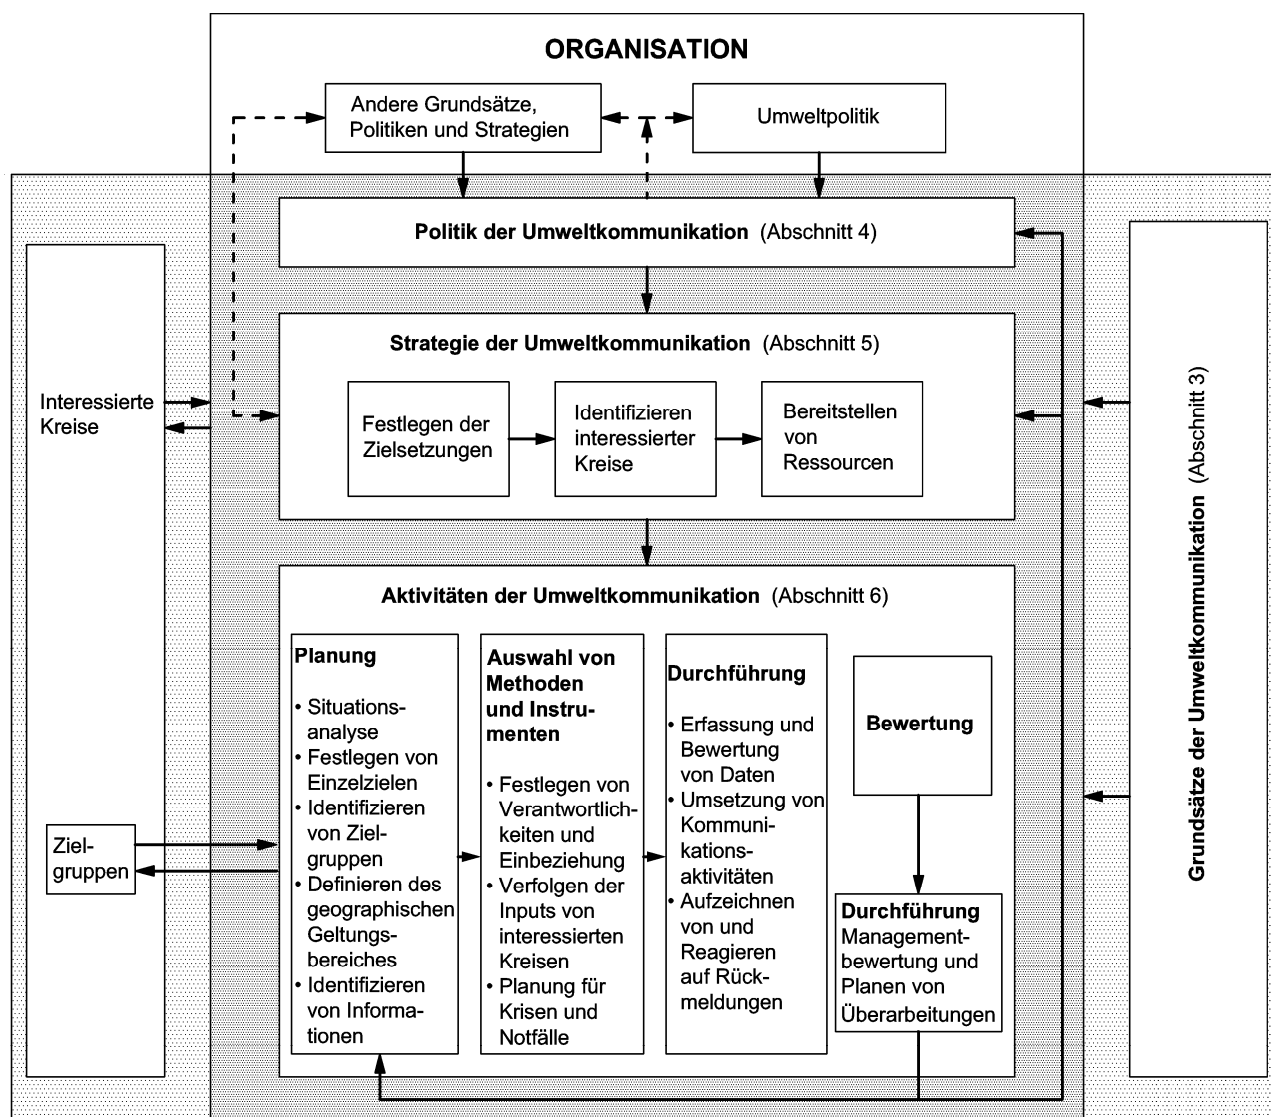 ORGANISATION
Andere Grundsätze,
Politiken und Strategien
Umweltpolitik
Politik der Umweltkommunikation (Abschnitt 4)
Strategie der Umweltkommunikation (Abschnitt 5)
Festlegen der
Zielsetzungen
Identifizieren
interessierter
Kreise
Bereitstellen
von
Ressourcen
Interessierte
Kreise
Ziel-
gruppen
Aktivitäten der Umweltkommunikation (Abschnitt 6)
Planung
• Situations-
analyse
• Festlegen von
Einzelzielen
• Identifizieren
von Ziel-
gruppen
• Definieren des
geographischen
Geltungs-
bereiches
• Identifizieren
von Informa-
tionen
Auswahl von
Methoden
und Instru-
menten
• Festlegen von
Verantwortlich-
keiten und
Einbeziehung
• Verfolgen der
Inputs von
interessierten
Kreisen
• Planung für
Krisen und
Notfälle
Durchführung
• Erfassung und
Bewertung
von Daten
• Umsetzung von
Kommuni-
kations-
aktivitäten
• Aufzeichnen
von und
Reagieren
auf Rück-
meldungen
Bewertung
Durchführung
Management-
bewertung und
Planen von
Überarbeitungen
Grundsätze der Umweltkommunikation (Abschnitt 3)